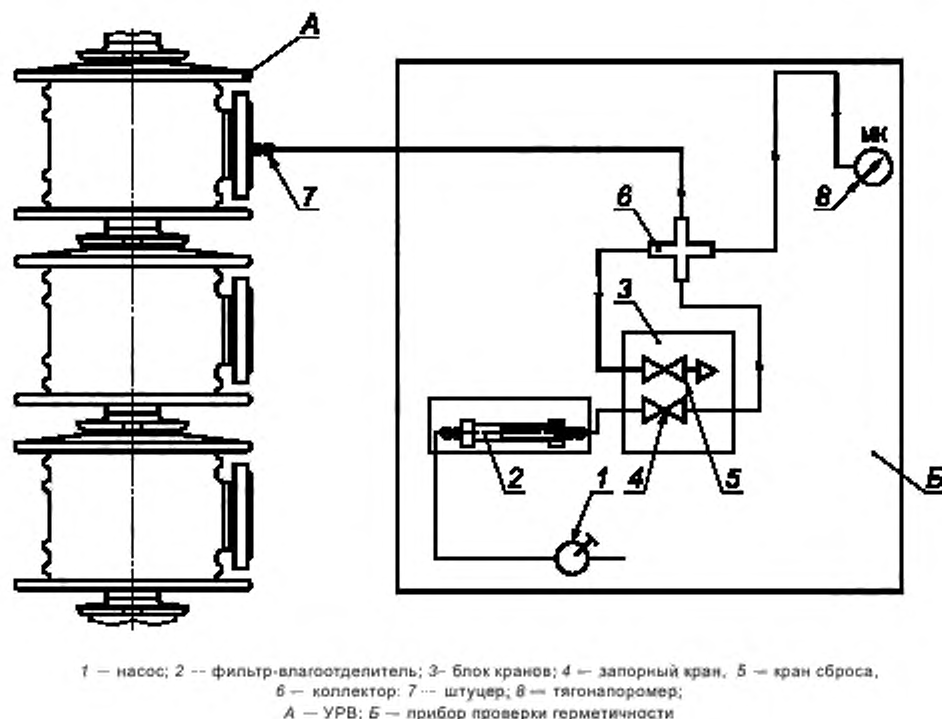 А
МК
7
6
8
3
2
1
4
5
Б
1 — насос; 2 -- фильтр-влагоотделитель; 3- блок кранов; 4 — запорный кран, 5 — кран сброса,
6 — коллектор: 7 -- штуцер; 8 — тягонапоромер;
А — УРВ; Б — прибор проверки герметичности